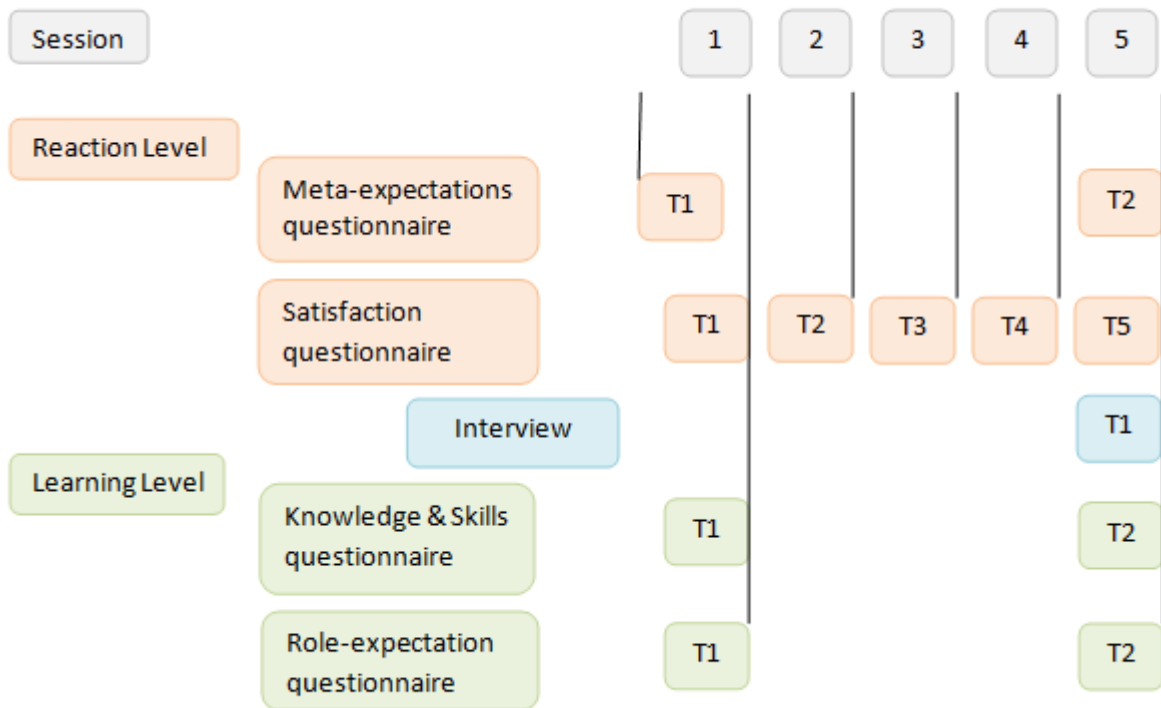 Session 1 2 3 4 5
Reaction Level
Meta-expectations
questionnaire
T1 T2
Satisfaction
questionnaire
T1 T2 T3 T4 T5
Interview T1
Learning Level
Knowledge & Skills
questionnaire
T1 T2
Role-expectation
questionnaire
T1 T2